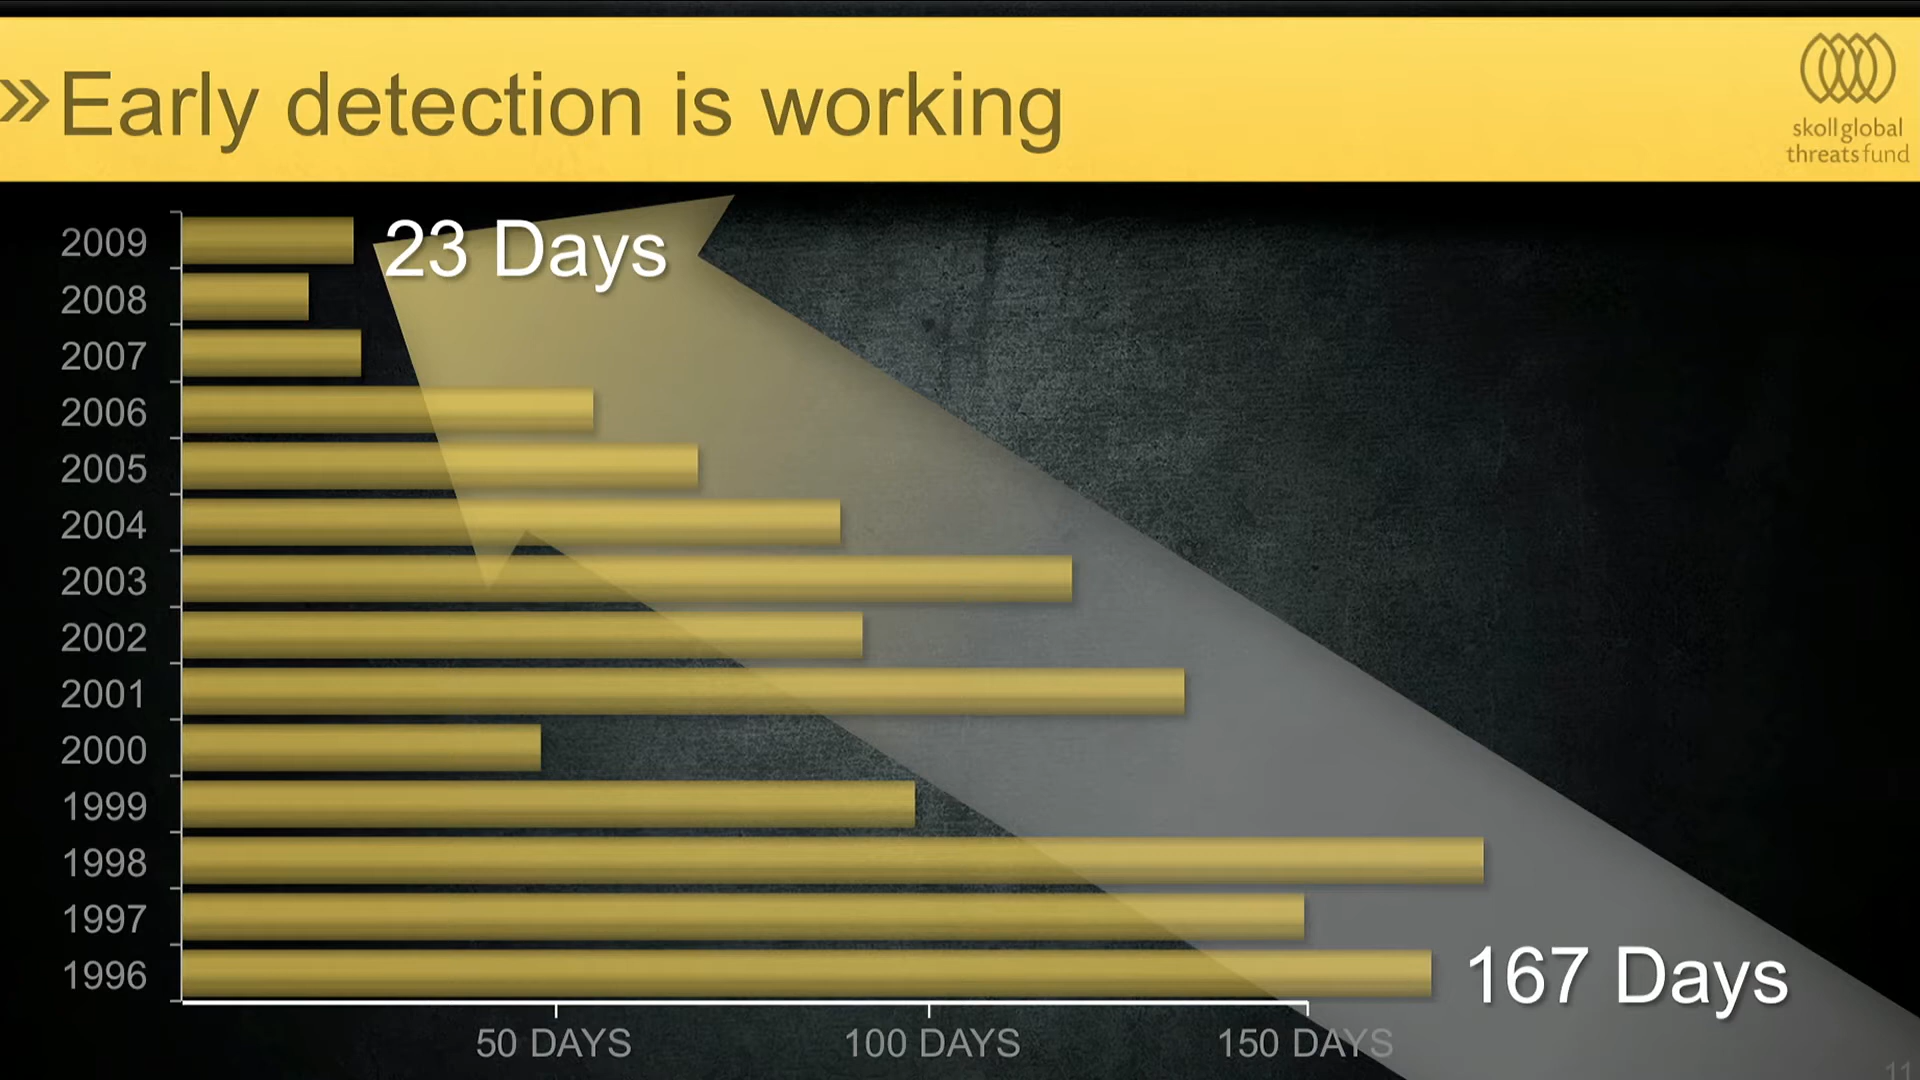 » Early detection is working
skoll global
threats fund
2009
23 Days
2008
2007
2006
2005
2004
2003
2002
2001
2000
1999
1998
1997
1996
167 Days
50 DAYS
100 DAYS
150 DAYS
11